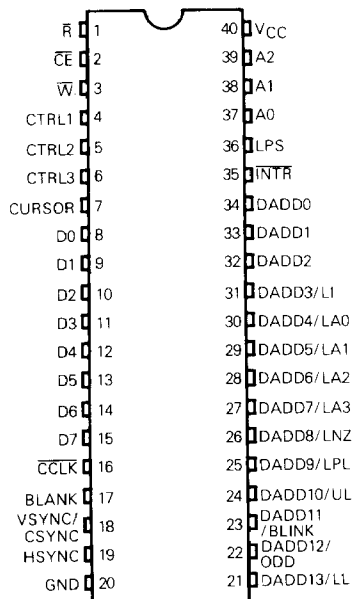 R̅ 1 40 VCC
C̅E̅ 2 39 A2
W̅ 3 38 A1
CTRL1 4 37 A0
CTRL2 5 36 LPS
CTRL3 6 35 I̅N̅T̅R̅
CURSOR 7 34 DADD0
D0 8 33 DADD1
D1 9 32 DADD2
D2 10 31 DADD3/LI
D3 11 30 DADD4/LA0
D4 12 29 DADD5/LA1
D5 13 28 DADD6/LA2
D6 14 27 DADD7/LA3
D7 15 26 DADD8/LNZ
C̅C̅L̅K̅ 16 25 DADD9/LPL
BLANK 17 24 DADD10/UL
VSYNC/
CSYNC 18 23 DADD11
/BLINK
HSYNC 19 22 DADD12/
ODD
GND 20 21 DADD13/LL